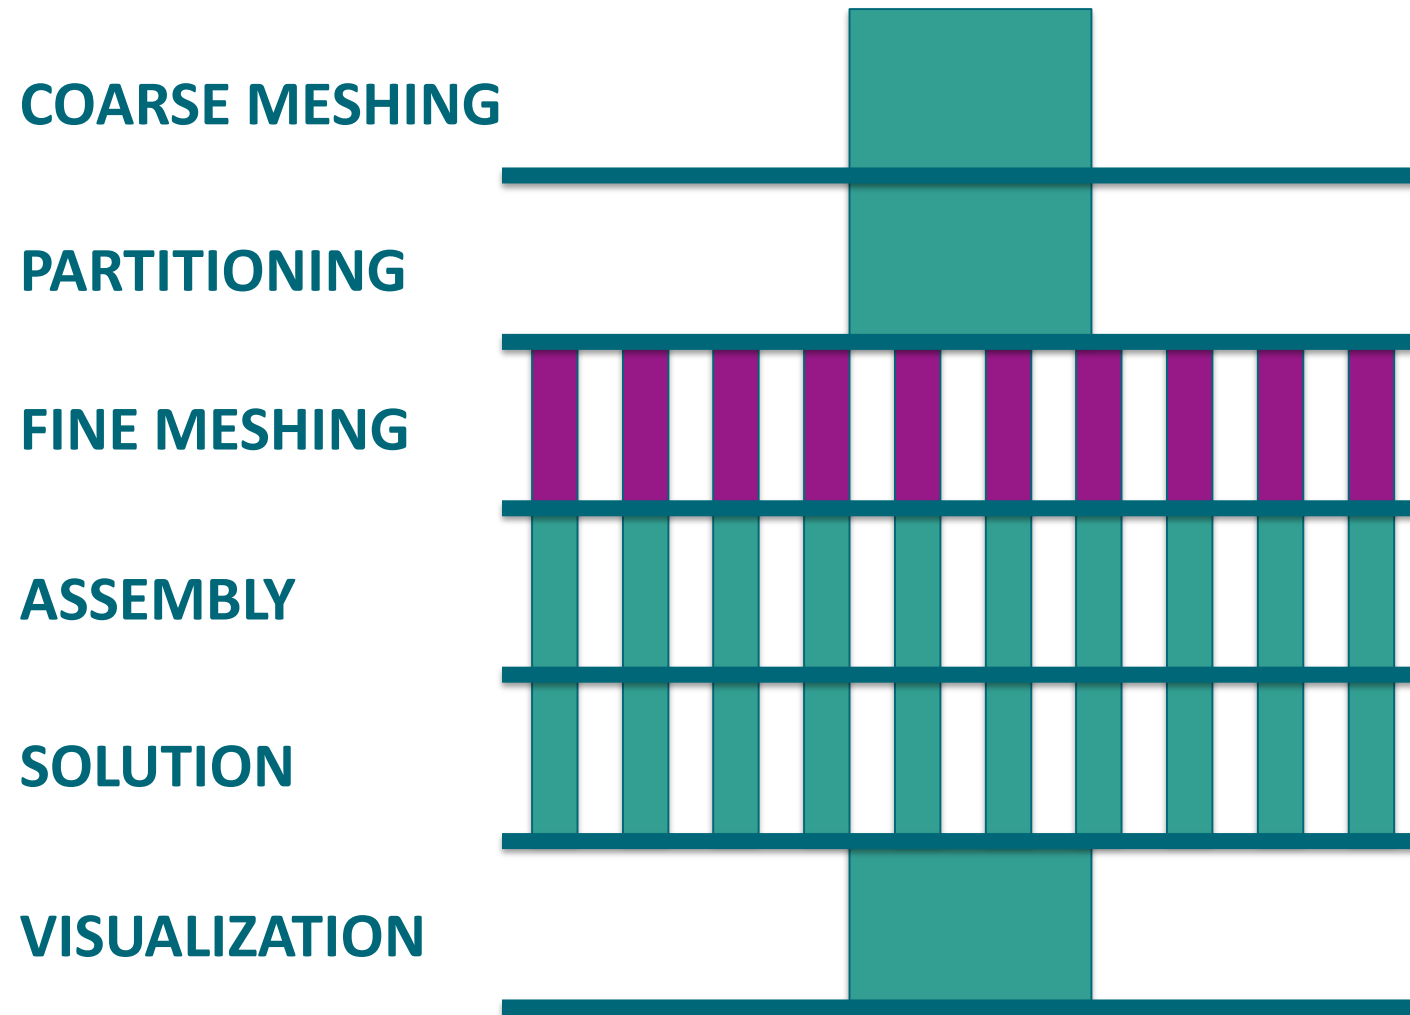 COARSE MESHING
PARTITIONING
FINE MESHING
ASSEMBLY
SOLUTION
VISUALIZATION